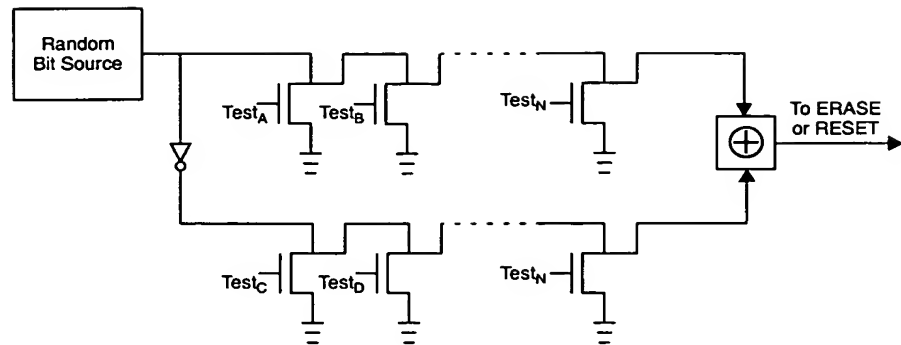 Random
Bit Source
Test_A
Test_B
Test_N
To ERASE
or RESET
Test_C
Test_D
Test_N